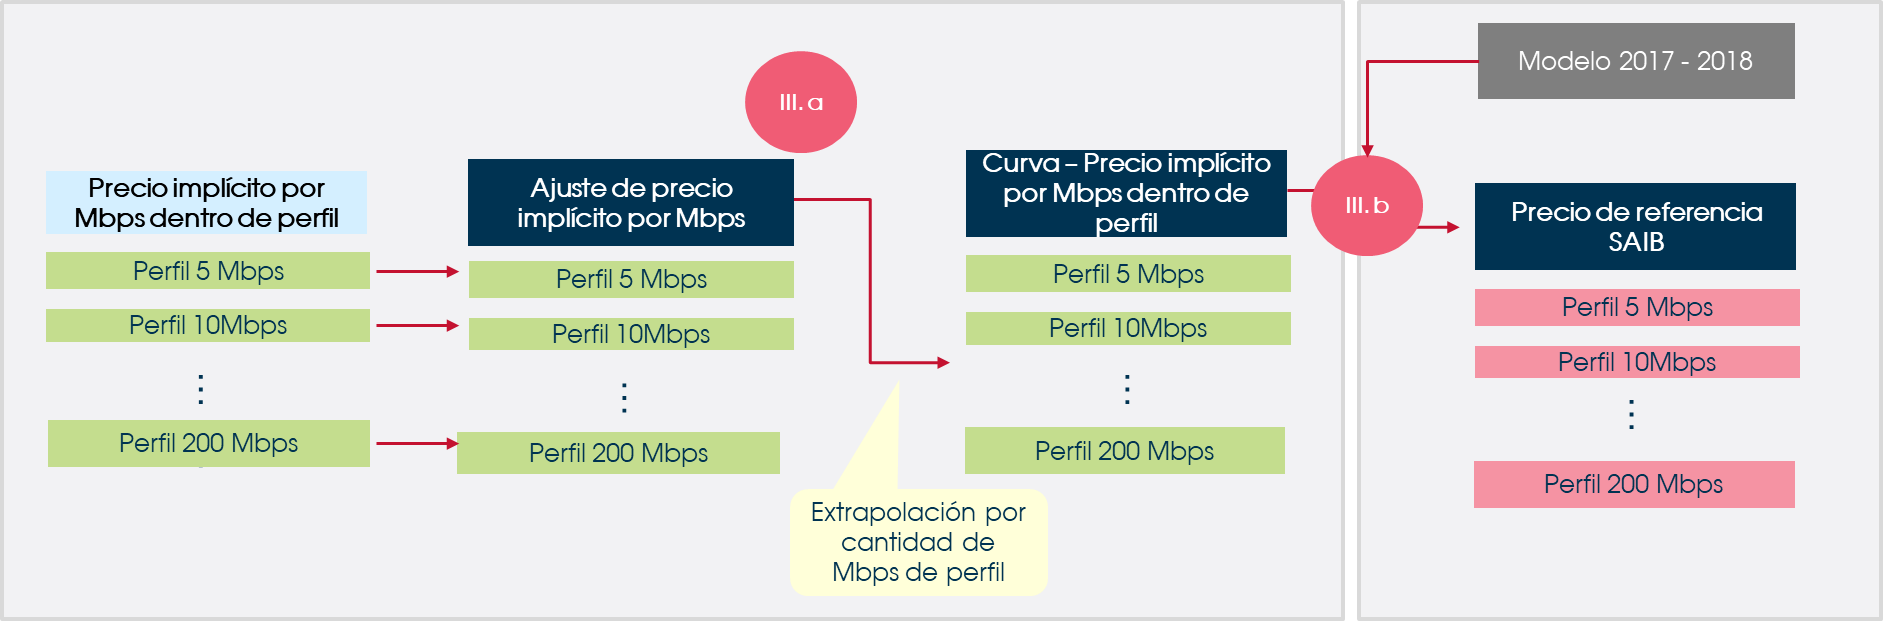 Precio implícito por
Mbps dentro de perfil
Perfil 5 Mbps
Perfil 10Mbps
⋮
Perfil 200 Mbps
Ajuste de precio
implícito por Mbps
Perfil 5 Mbps
Perfil 10Mbps
⋮
Perfil 200 Mbps
III. a
Extrapolación por
cantidad de
Mbps de perfil
Curva – Precio implícito
por Mbps dentro de
perfil
Perfil 5 Mbps
Perfil 10Mbps
⋮
Perfil 200 Mbps
III. b
Modelo 2017 - 2018
Precio de referencia
SAIB
Perfil 5 Mbps
Perfil 10Mbps
⋮
Perfil 200 Mbps